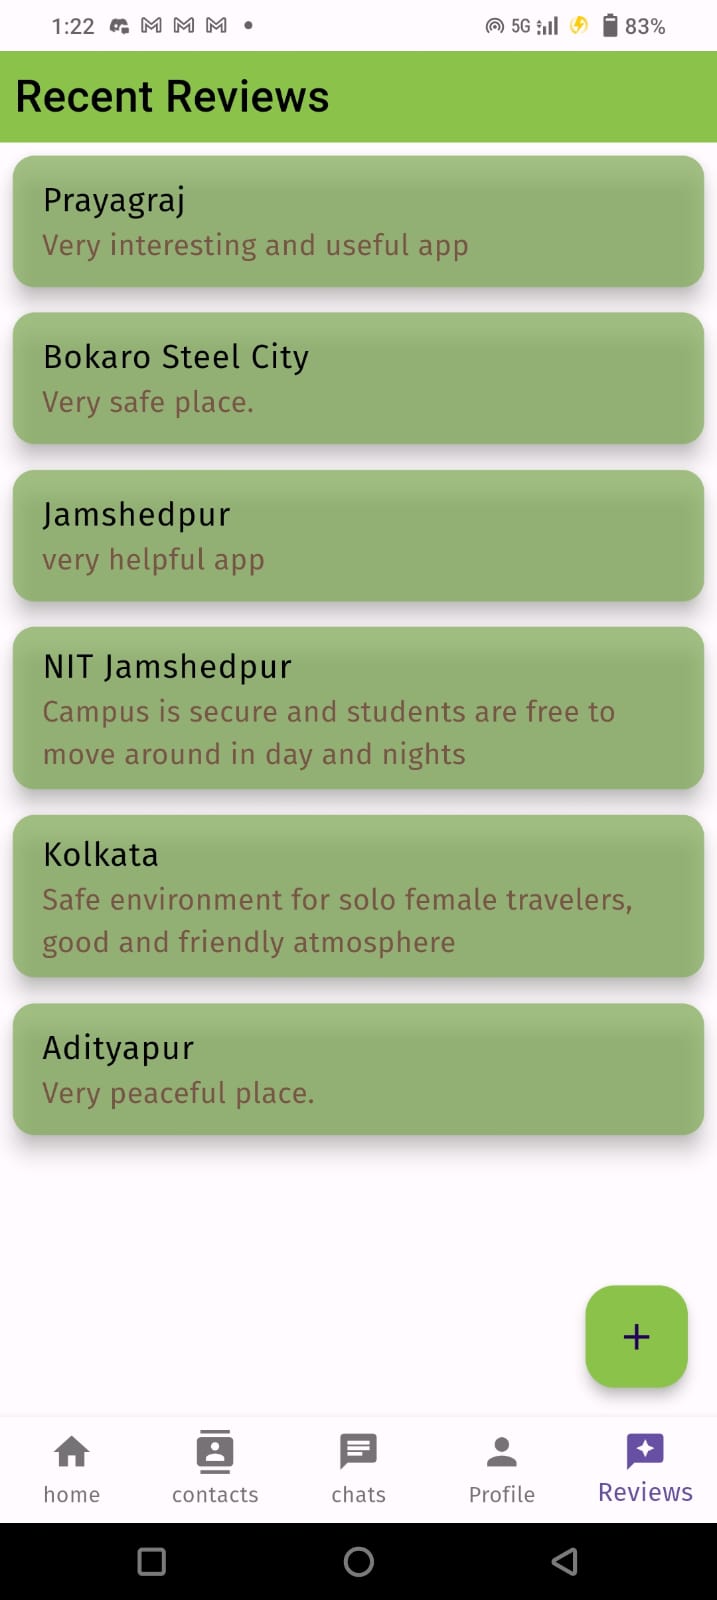 1:22 5G 83%
Recent Reviews
Prayagraj
Very interesting and useful app
Bokaro Steel City
Very safe place.
Jamshedpur
very helpful app
NIT Jamshedpur
Campus is secure and students are free to
move around in day and nights
Kolkata
Safe environment for solo female travelers,
good and friendly atmosphere
Adityapur
Very peaceful place.
+
home contacts chats Profile Reviews